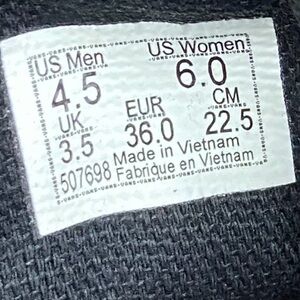 US Men US Women
4.5 6.0
UK EUR CM
3.5 36.0 22.5
Made in Vietnam
507698 Fabriqué en Vietnam